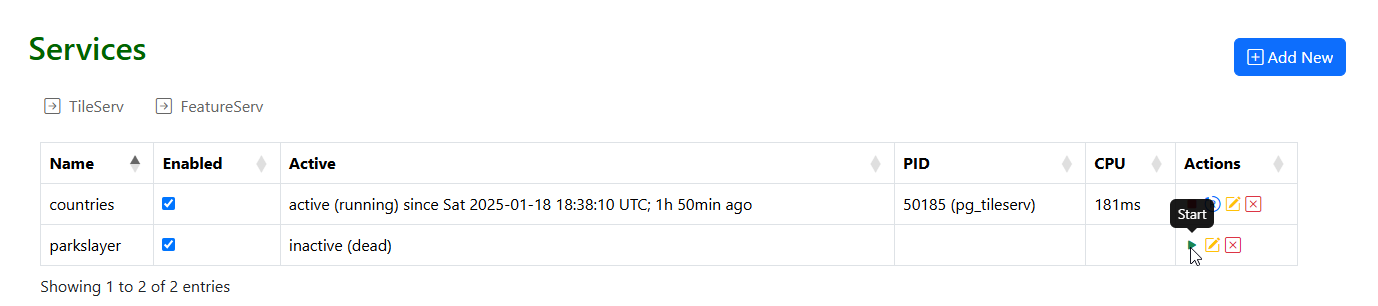 Services
Add New
TileServ FeatureServ
Name Enabled Active PID CPU Actions
countries active (running) since Sat 2025-01-18 18:38:10 UTC; 1h 50min ago 50185 (pg_tileserv) 181ms
Start
parkslayer inactive (dead)
Showing 1 to 2 of 2 entries